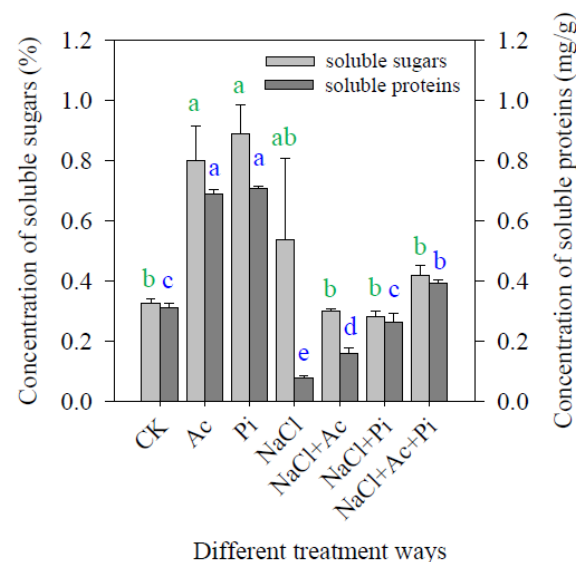 Concentration of soluble sugars (%)
1.2
1.0
0.8
0.6
0.4
0.2
0.0
soluble sugars
soluble proteins
a
a
a
a
ab
b
c
e
b
d
b
c
b
b
1.2
1.0
0.8
0.6
0.4
0.2
0.0
Concentration of soluble proteins (mg/g)
CK
Ac
Pi
NaCl
NaCl+Ac
NaCl+Pi
NaCl+Ac+Pi
Different treatment ways